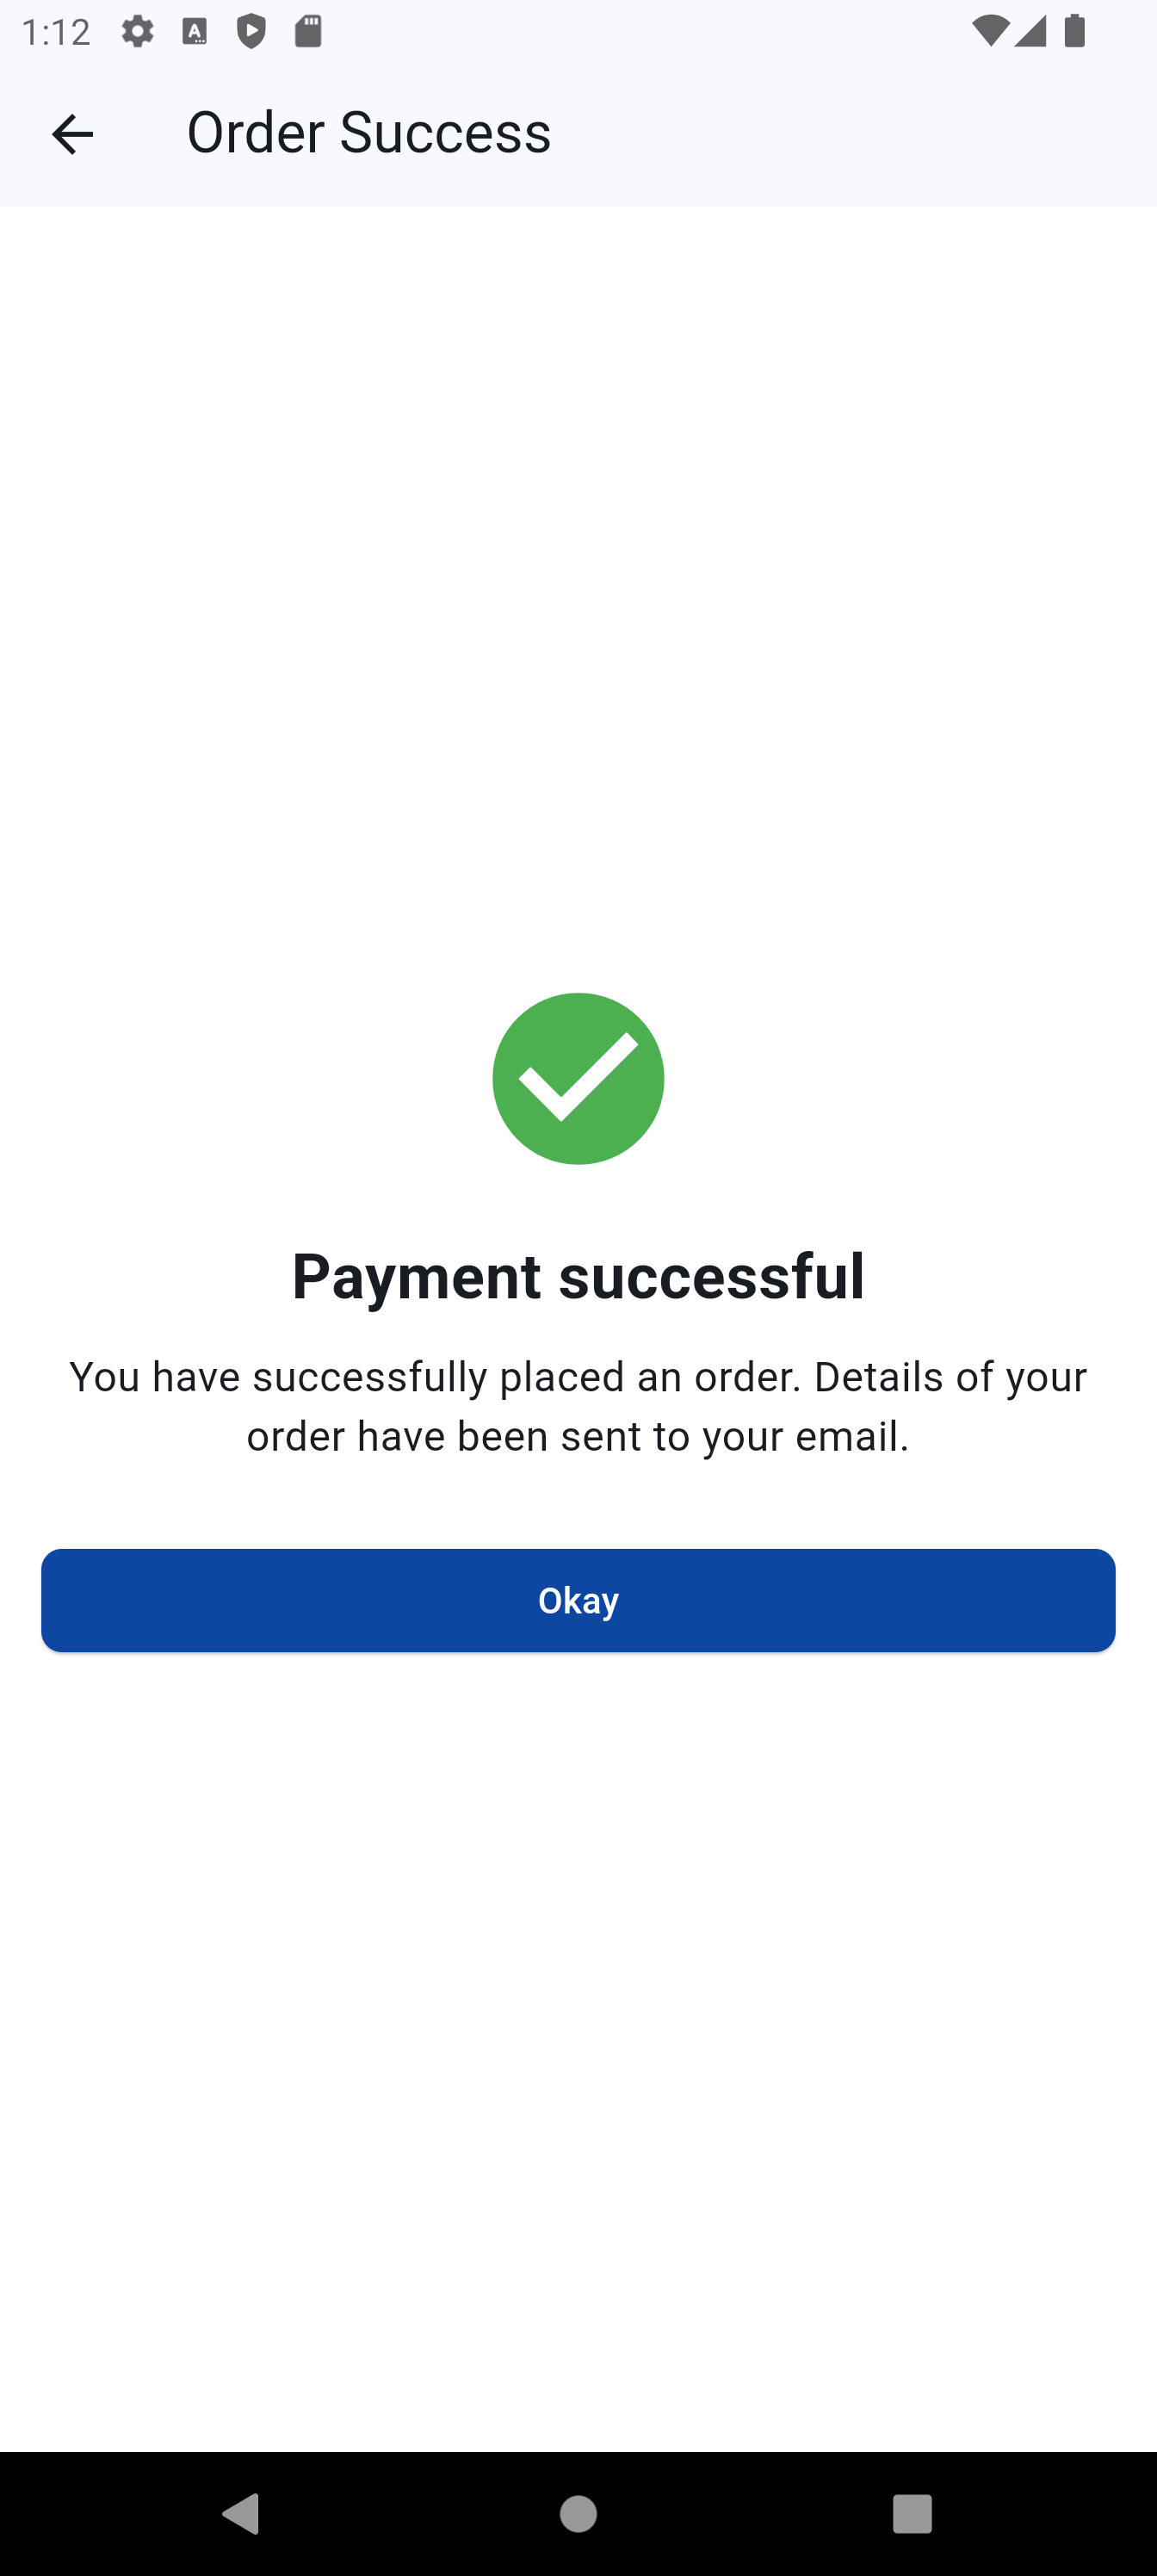 1:12
Order Success
Payment successful
You have successfully placed an order. Details of your
order have been sent to your email.
Okay